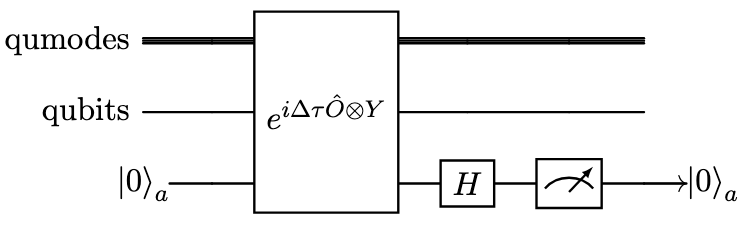 qumodes
qubits
e^{iΔτÔ⊗Y}
|0⟩_a
H
|0⟩_a